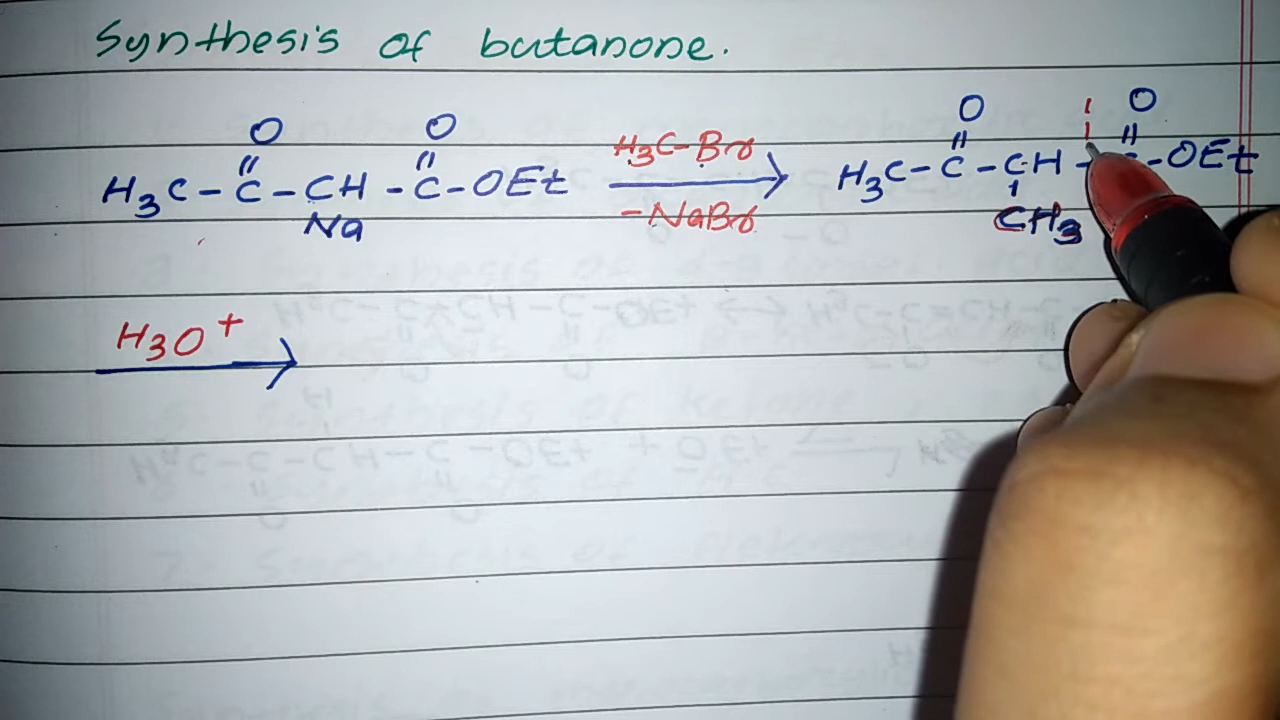 Synthesis of butanone.
O O H3C-Br O O
H3C-C-CH-C-OEt H3C-C-CH-C-OEt
Na -NaBr CH3
H3O+